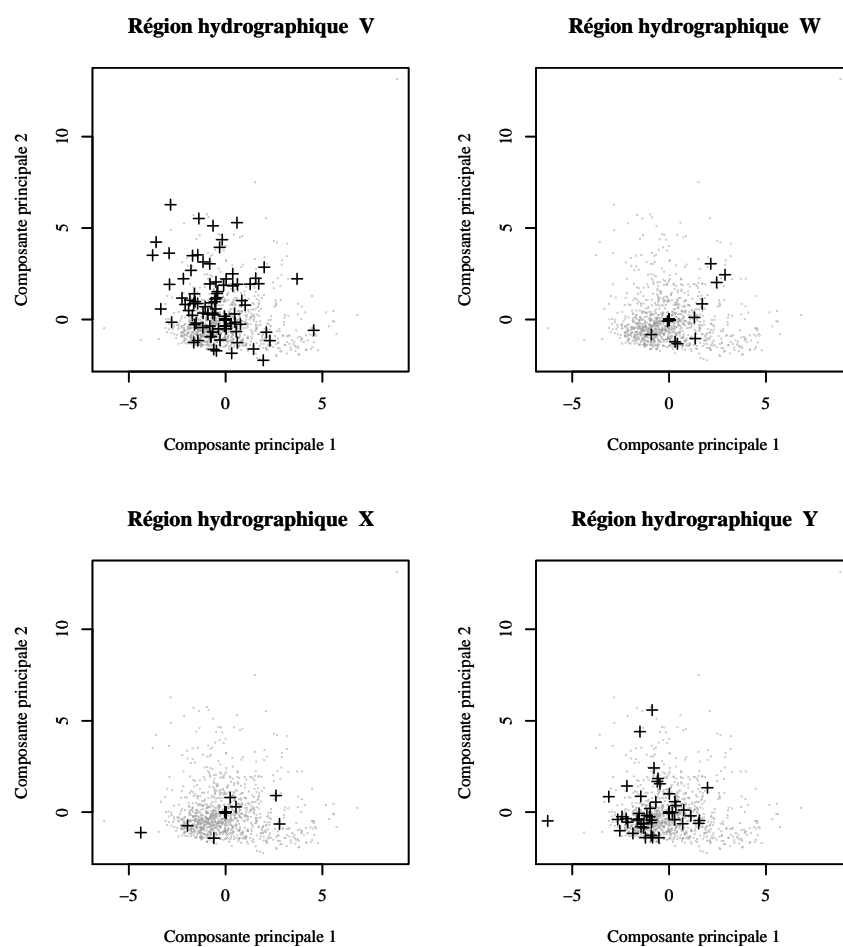 Région hydrographique V
Composante principale 2
10
5
0
−5 0 5
Composante principale 1
Région hydrographique W
Composante principale 2
10
5
0
−5 0 5
Composante principale 1
Région hydrographique X
Composante principale 2
10
5
0
−5 0 5
Composante principale 1
Région hydrographique Y
Composante principale 2
10
5
0
−5 0 5
Composante principale 1